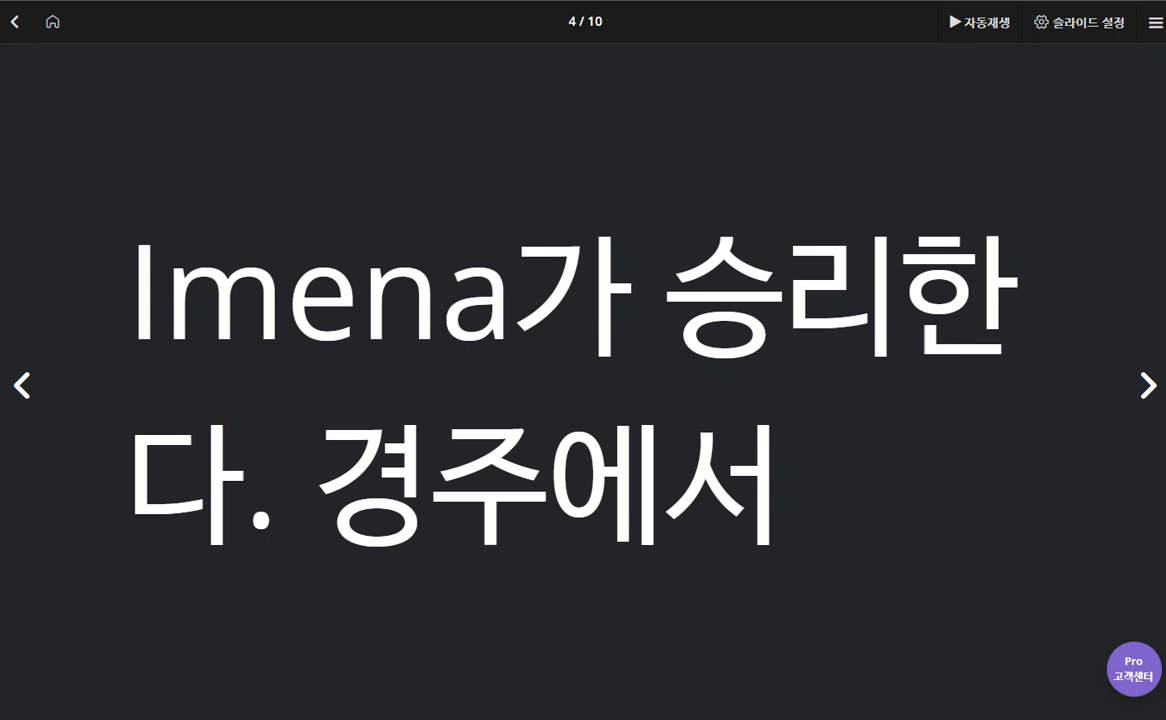 4 / 10
자동재생
슬라이드 설정
Imena가 승리한
다. 경주에서
Pro
고객센터